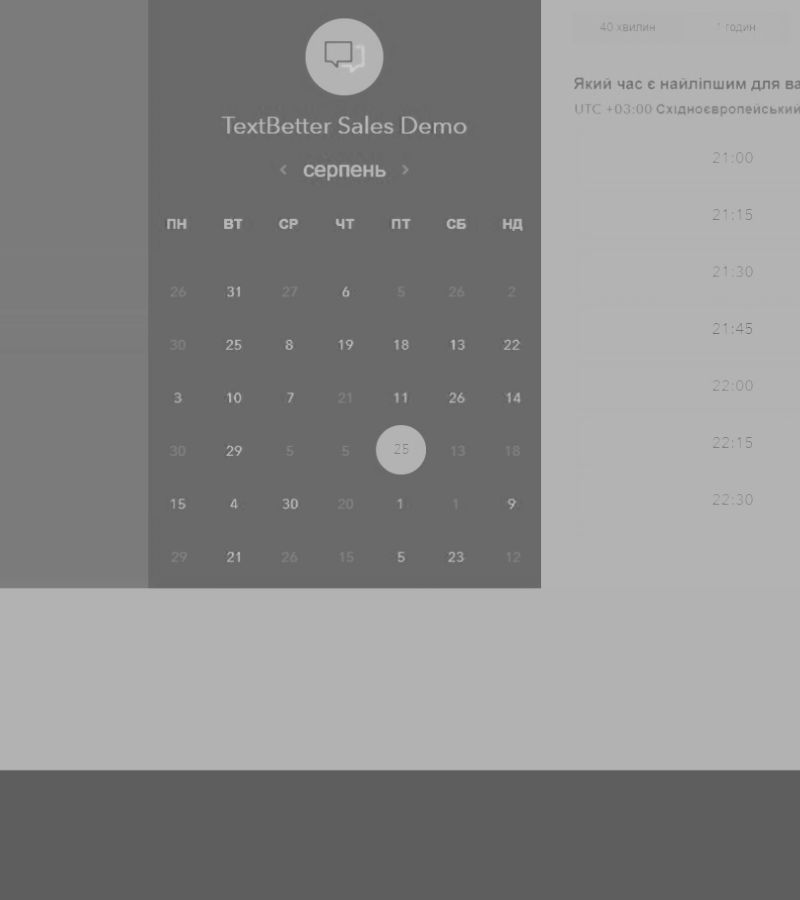 TextBetter Sales Demo
серпень
ПН ВТ СР ЧТ ПТ СБ НД
26 31 27 6 5 26 2
30 25 8 19 18 13 22
3 10 7 21 11 26 14
30 29 5 5 25 13 18
15 4 30 20 1 1 9
29 21 26 15 5 23 12
40 хвилин 1 годин
Який час є найліпшим для ва
UTC +03:00 Східноєвропейський
21:00
21:15
21:30
21:45
22:00
22:15
22:30